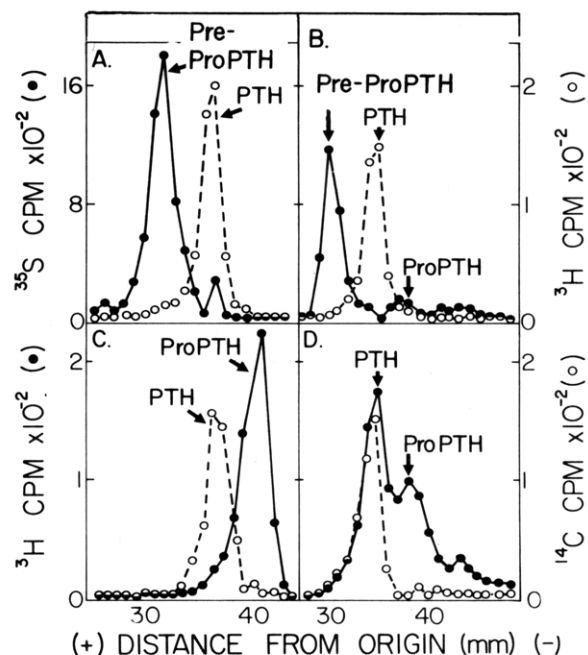 A.
Pre-
ProPTH
PTH
B.
Pre-ProPTH
PTH
ProPTH
16
8
0
³⁵S CPM x10⁻² (●)
2
1
0
³H CPM x10⁻² (○)
C.
ProPTH
PTH
D.
PTH
ProPTH
2
1
0
³H CPM x10⁻² (●)
2
1
0
¹⁴C CPM x10⁻² (○)
30 40 30 40 50
(+) DISTANCE FROM ORIGIN (mm) (-)